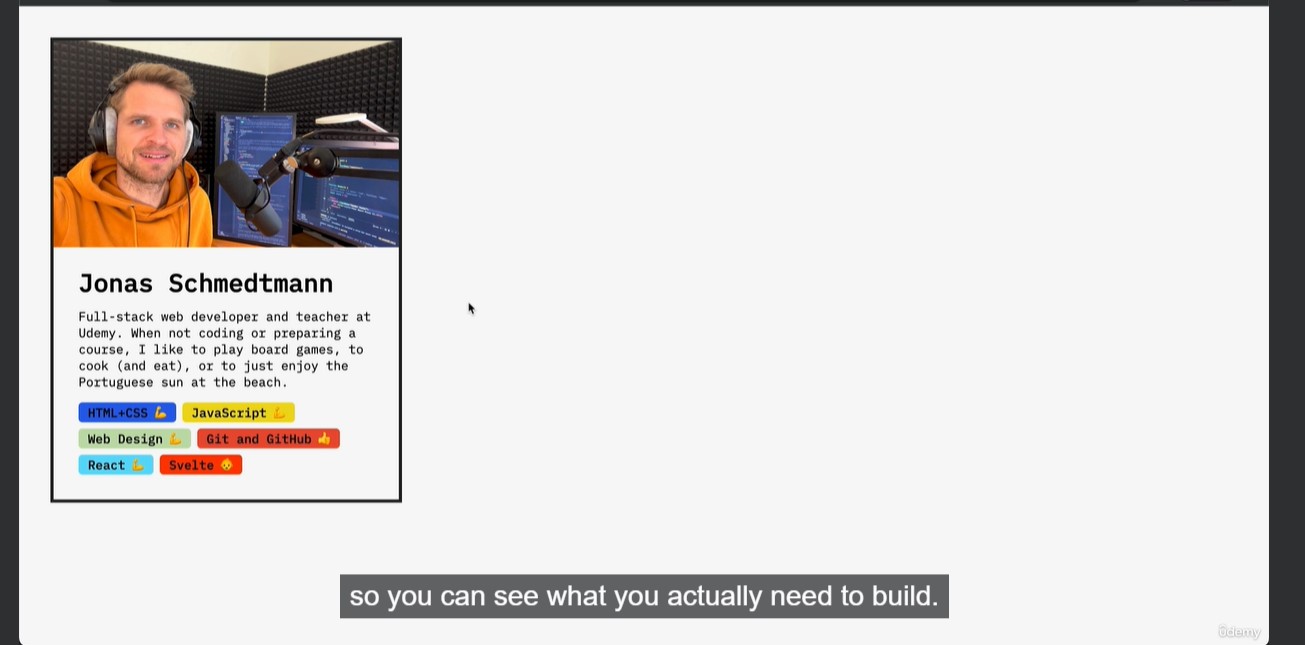 Jonas Schmedtmann
Full-stack web developer and teacher at
Udemy. When not coding or preparing a
course, I like to play board games, to
cook (and eat), or to just enjoy the
Portuguese sun at the beach.
HTML+CSS 💪 JavaScript 💪
Web Design 💪 Git and GitHub 👍
React 💪 Svelte 👶
so you can see what you actually need to build.
ûdemy